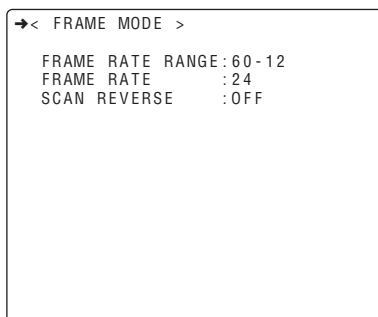 ➔< FRAME MODE >
FRAME RATE RANGE:60-12
FRAME RATE :24
SCAN REVERSE :OFF